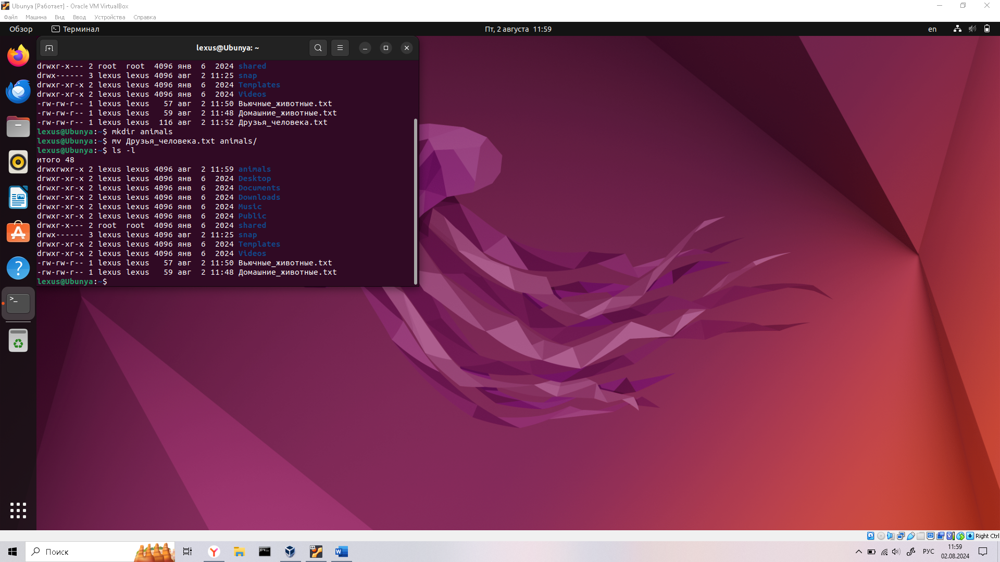 Ubunya [Работает] - Oracle VM VirtualBox
Файл Машина Вид Ввод Устройства Справка
Обзор Терминал Пт, 2 августа 11:59 en
lexus@Ubunya: ~
drwxr-x--- 2 root  root  4096 янв  6  2024 shared
drwx------ 3 lexus lexus 4096 авг  2 11:25 snap
drwxr-xr-x 2 lexus lexus 4096 янв  6  2024 Templates
drwxr-xr-x 2 lexus lexus 4096 янв  6  2024 Videos
-rw-rw-r-- 1 lexus lexus   57 авг  2 11:50 Вьючные_животные.txt
-rw-rw-r-- 1 lexus lexus   59 авг  2 11:48 Домашние_животные.txt
-rw-rw-r-- 1 lexus lexus  116 авг  2 11:52 Друзья_человека.txt
lexus@Ubunya:~$ mkdir animals
lexus@Ubunya:~$ mv Друзья_человека.txt animals/
lexus@Ubunya:~$ ls -l
итого 48
drwxrwxr-x 2 lexus lexus 4096 авг  2 11:59 animals
drwxr-xr-x 2 lexus lexus 4096 янв  6  2024 Desktop
drwxr-xr-x 2 lexus lexus 4096 янв  6  2024 Documents
drwxr-xr-x 2 lexus lexus 4096 янв  6  2024 Downloads
drwxr-xr-x 2 lexus lexus 4096 янв  6  2024 Music
drwxr-xr-x 2 lexus lexus 4096 янв  6  2024 Public
drwxr-x--- 2 root  root  4096 янв  6  2024 shared
drwx------ 3 lexus lexus 4096 авг  2 11:25 snap
drwxr-xr-x 2 lexus lexus 4096 янв  6  2024 Templates
drwxr-xr-x 2 lexus lexus 4096 янв  6  2024 Videos
-rw-rw-r-- 1 lexus lexus   57 авг  2 11:50 Вьючные_животные.txt
-rw-rw-r-- 1 lexus lexus   59 авг  2 11:48 Домашние_животные.txt
lexus@Ubunya:~$
Right Ctrl
Поиск
РУС
11:59
02.08.2024